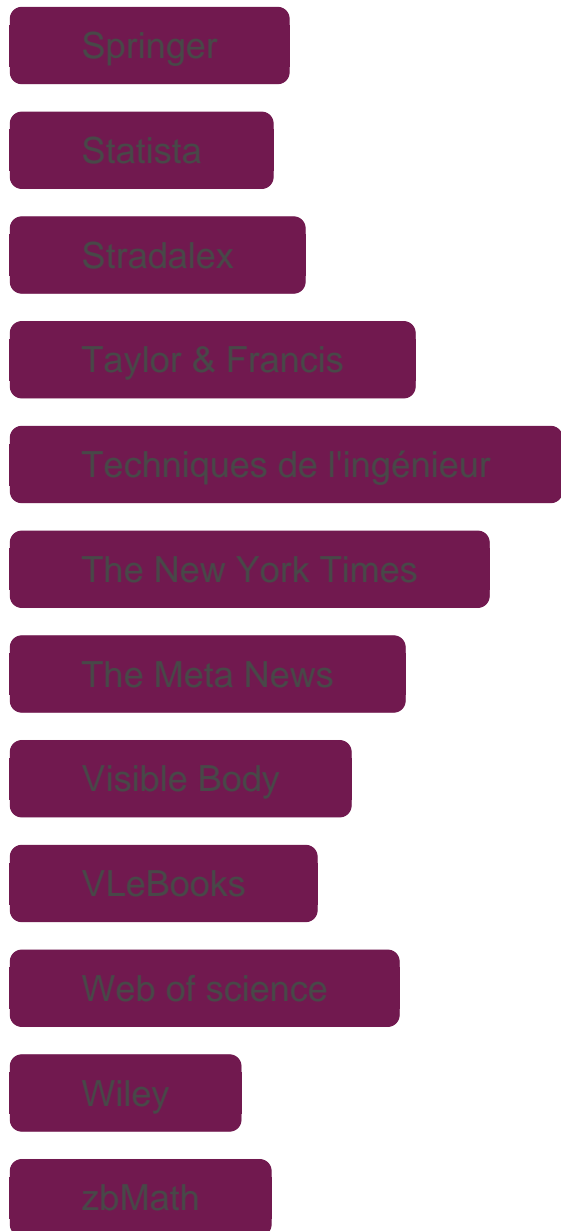 Springer
Statista
Stradalex
Taylor & Francis
Techniques de l'ingénieur
The New York Times
The Meta News
Visible Body
VLeBooks
Web of science
Wiley
zbMath